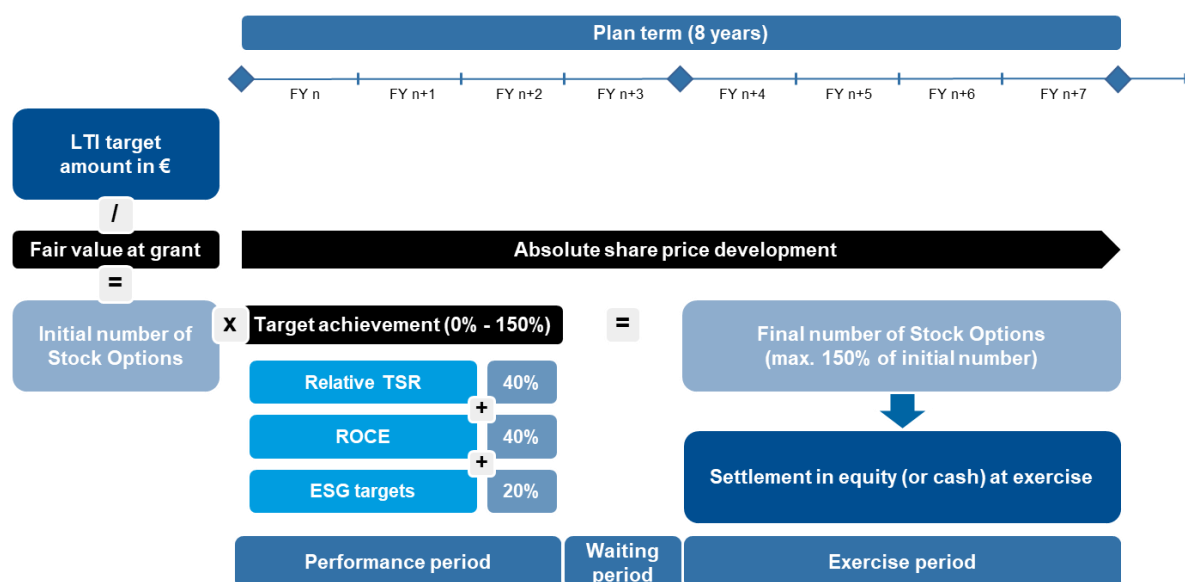 Plan term (8 years)
FY n
FY n+1
FY n+2
FY n+3
FY n+4
FY n+5
FY n+6
FY n+7
LTI target
amount in €
/
Fair value at grant
Absolute share price development
=
Initial number of
Stock Options
x
Target achievement (0% - 150%)
=
Final number of Stock Options
(max. 150% of initial number)
Relative TSR
40%
+
ROCE
40%
+
ESG targets
20%
Settlement in equity (or cash) at exercise
Performance period
Waiting
period
Exercise period